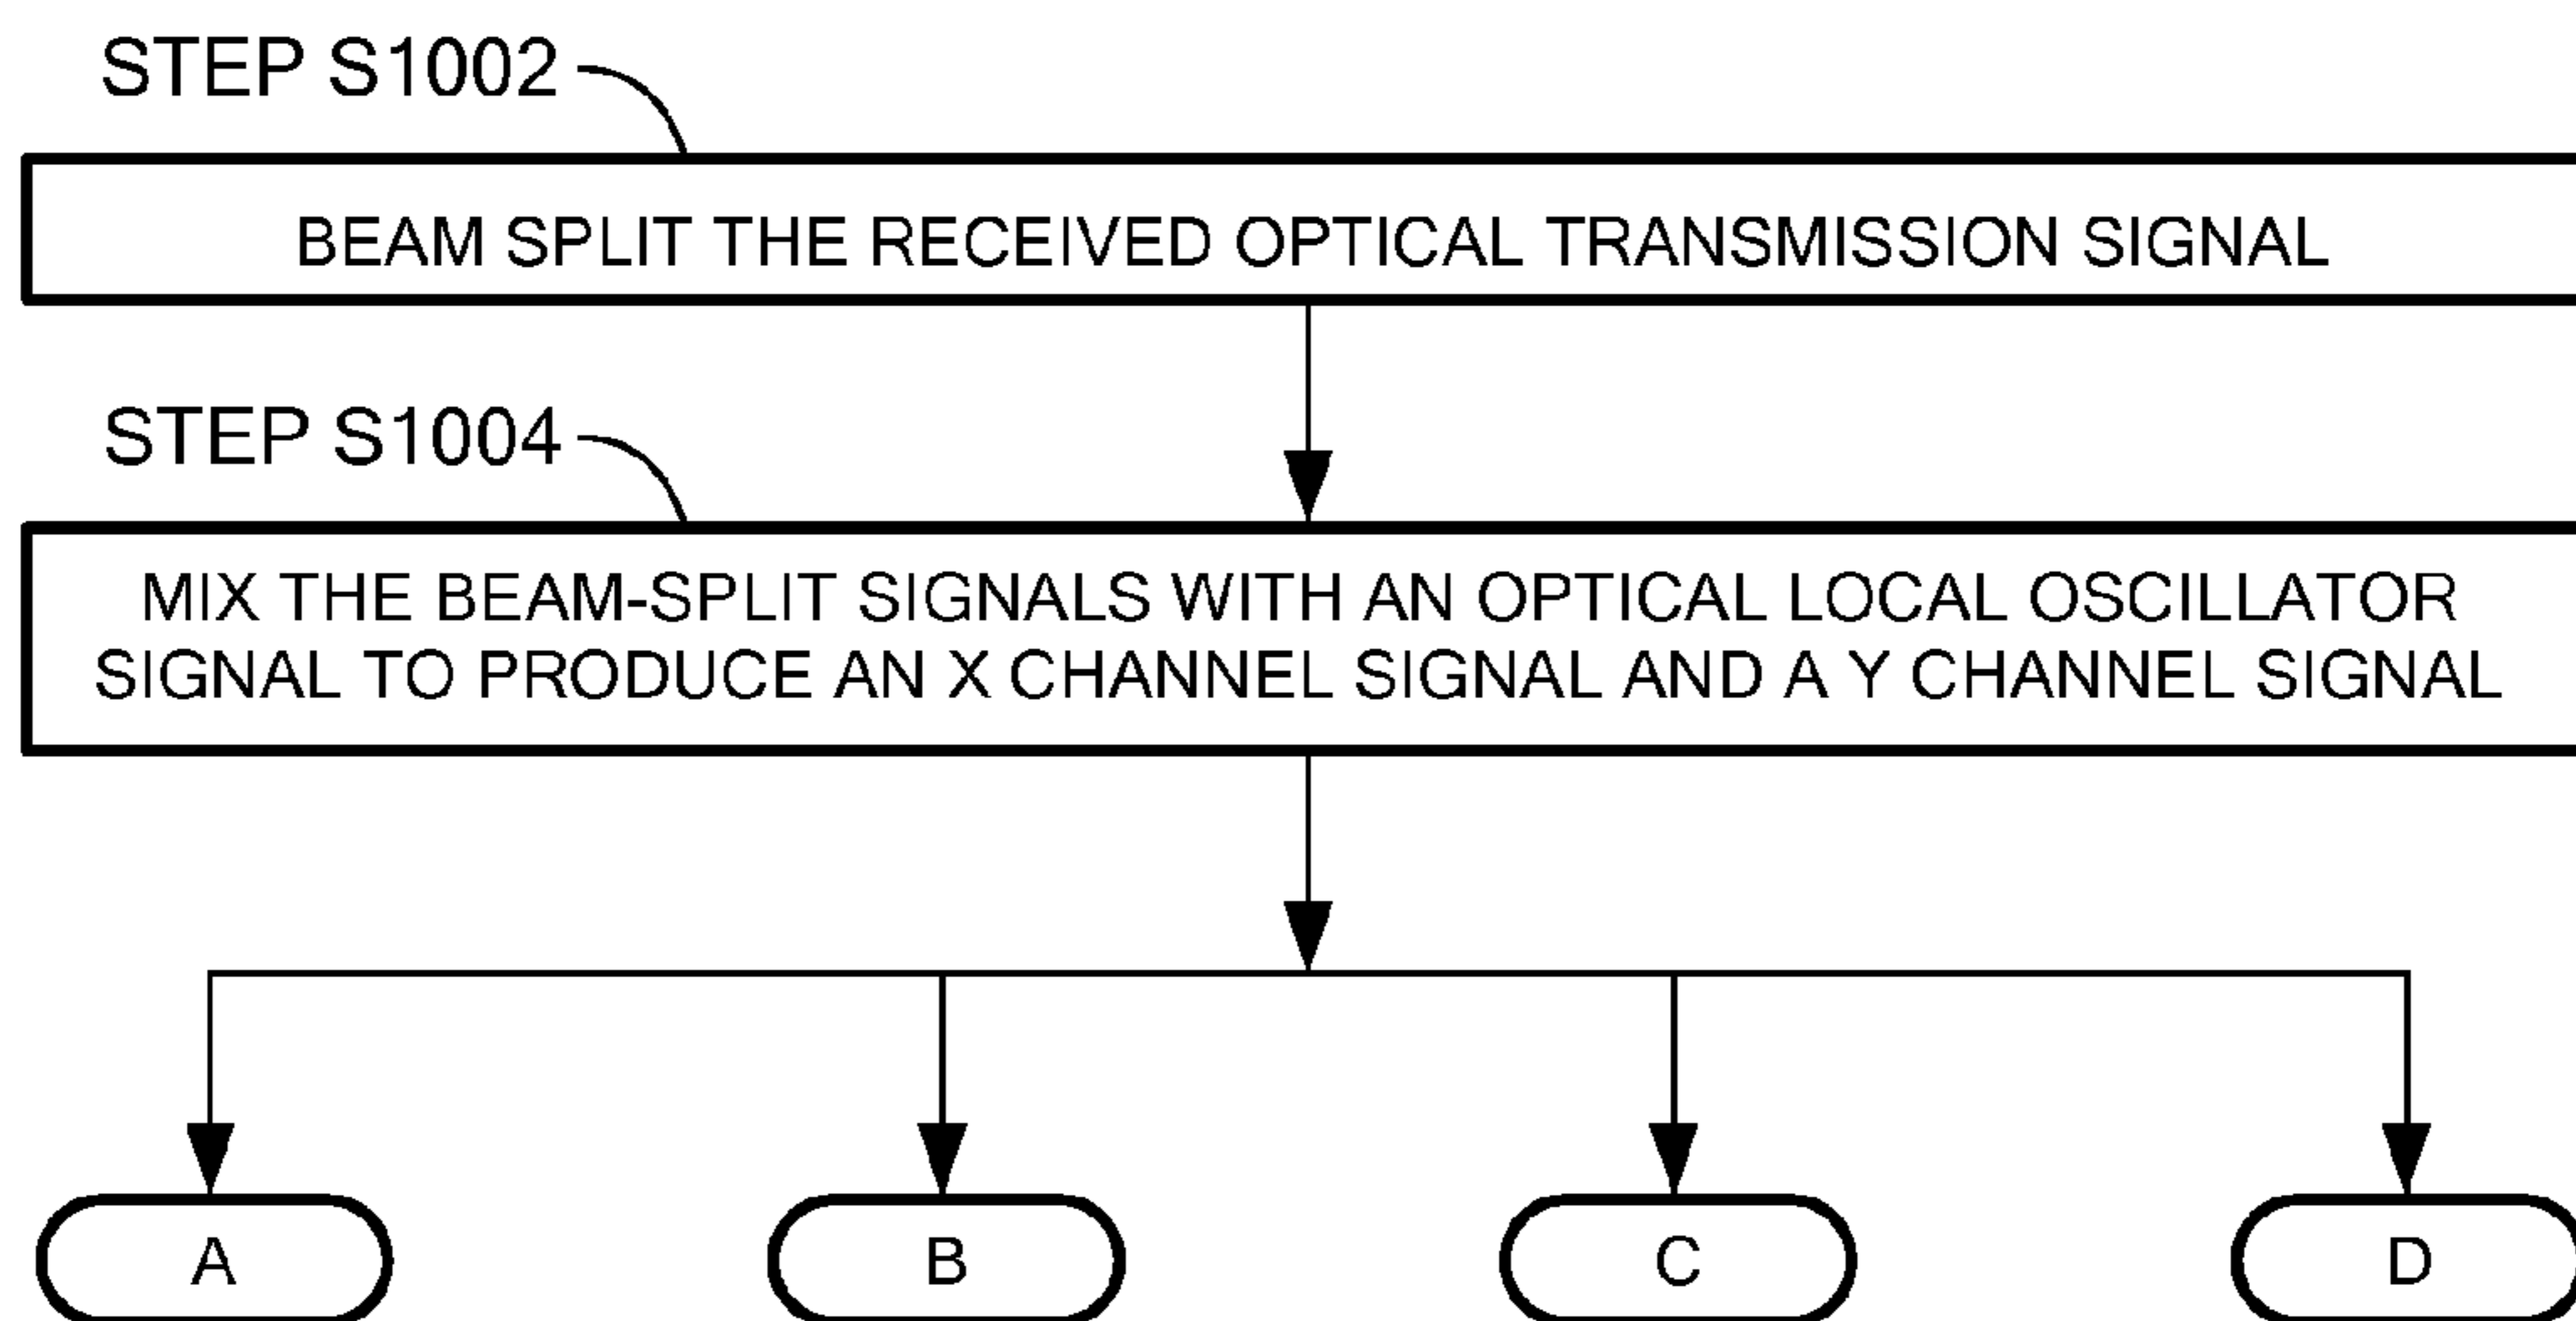 STEP S1002
BEAM SPLIT THE RECEIVED OPTICAL TRANSMISSION SIGNAL
STEP S1004
MIX THE BEAM-SPLIT SIGNALS WITH AN OPTICAL LOCAL OSCILLATOR
SIGNAL TO PRODUCE AN X CHANNEL SIGNAL AND A Y CHANNEL SIGNAL
A
B
C
D